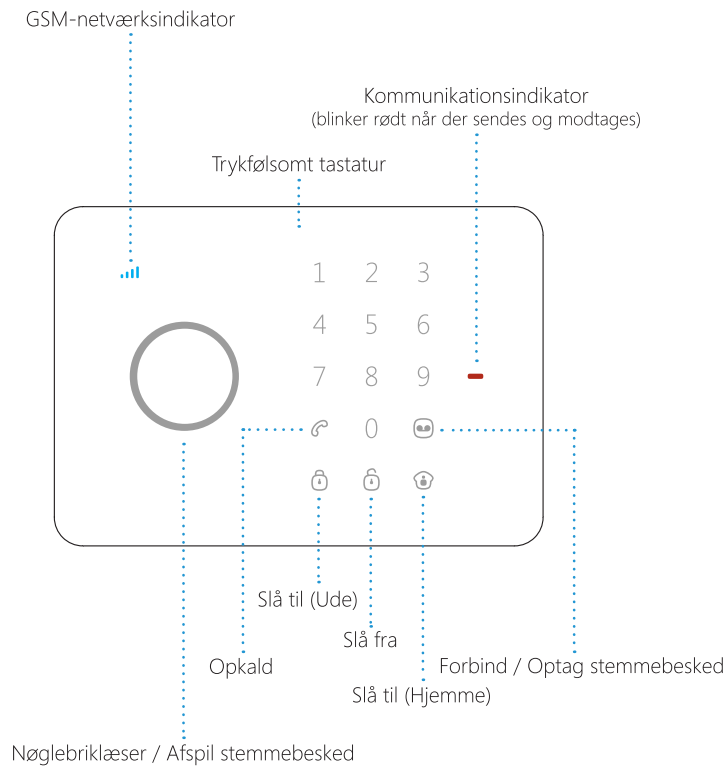 GSM-netværksindikator
Kommunikationsindikator
(blinker rødt når der sendes og modtages)
Trykfølsomt tastatur
1 2 3
4 5 6
7 8 9
0
Slå til (Ude)
Slå fra
Opkald
Forbind / Optag stemmebesked
Slå til (Hjemme)
Nøglebriklæser / Afspil stemmebesked